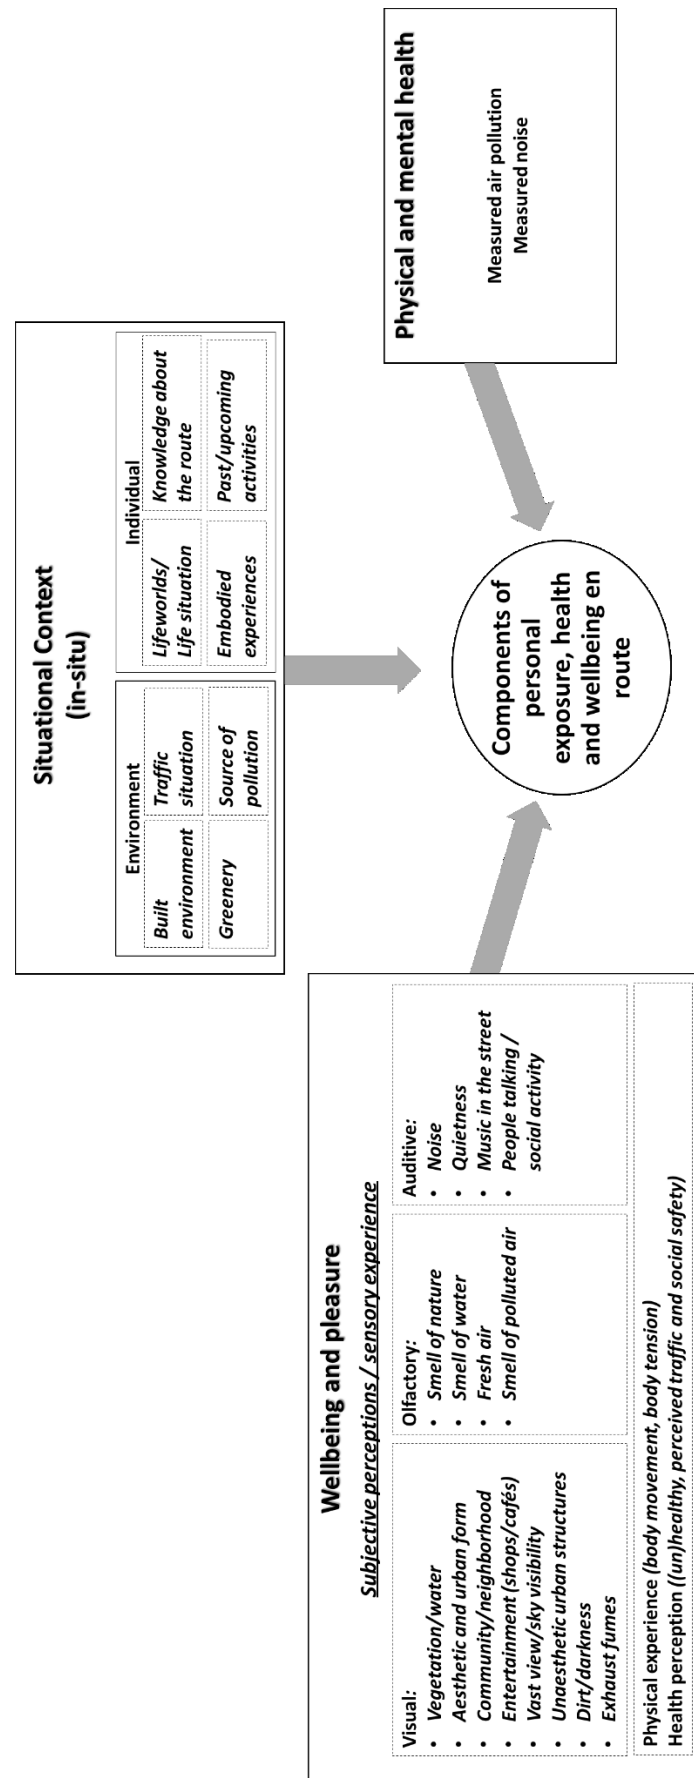 Situational Context
(in-situ)
Environment
Built
environment
Traffic
situation
Greenery
Source of
pollution
Individual
Lifeworlds/
Life situation
Knowledge about
the route
Embodied
experiences
Past/upcoming
activities
Wellbeing and pleasure
Subjective perceptions / sensory experience
Visual:
• Vegetation/water
• Aesthetic and urban form
• Community/neighborhood
• Entertainment (shops/cafés)
• Vast view/sky visibility
• Unaesthetic urban structures
• Dirt/darkness
• Exhaust fumes
Olfactory:
• Smell of nature
• Smell of water
• Fresh air
• Smell of polluted air
Auditive:
• Noise
• Quietness
• Music in the street
• People talking /
social activity
Physical experience (body movement, body tension)
Health perception ((un)healthy, perceived traffic and social safety)
Components of
personal
exposure, health
and wellbeing en
route
Physical and mental health
Measured air pollution
Measured noise